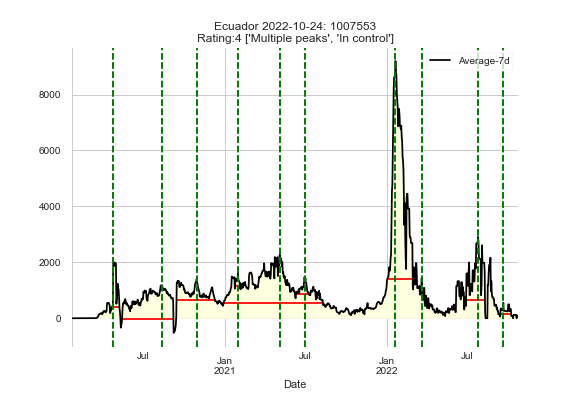 Ecuador 2022-10-24: 1007553
Rating:4 ['Multiple peaks', 'In control']
Average-7d
8000
6000
4000
2000
0
Jul
Jan
2021
Jul
Jan
2022
Jul
Date